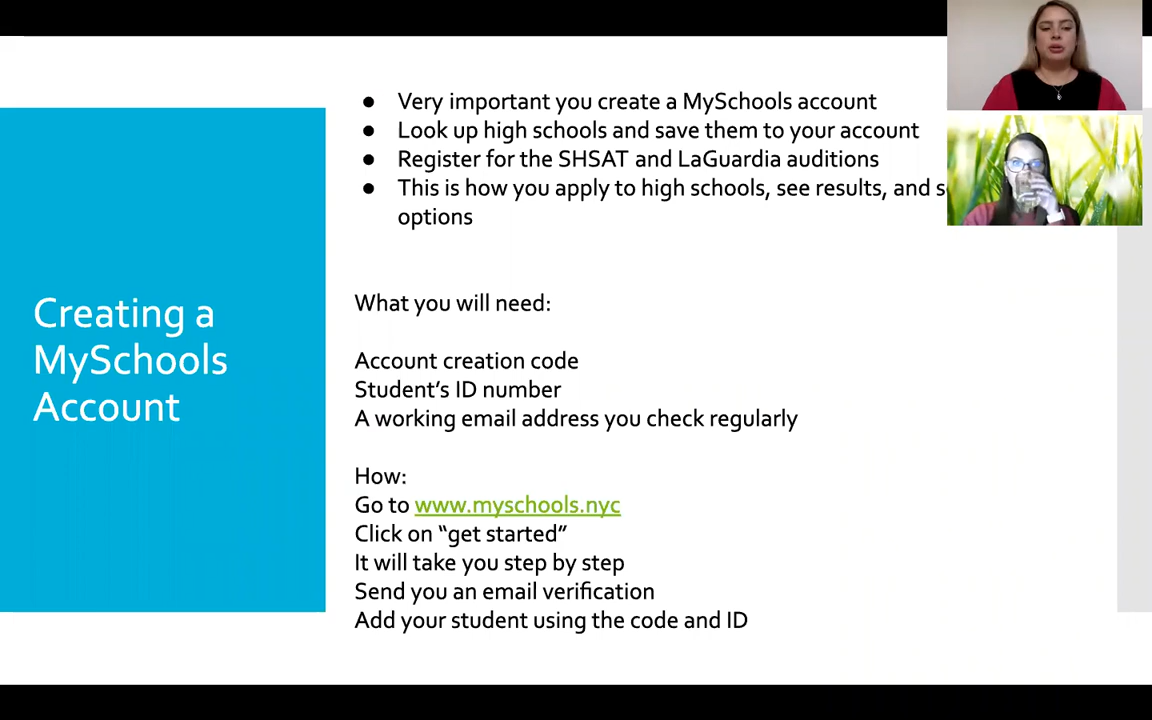 Creating a
MySchools
Account
● Very important you create a MySchools account
● Look up high schools and save them to your account
● Register for the SHSAT and LaGuardia auditions
● This is how you apply to high schools, see results, and
options
What you will need:
Account creation code
Student’s ID number
A working email address you check regularly
How:
Go to www.myschools.nyc
Click on “get started”
It will take you step by step
Send you an email verification
Add your student using the code and ID